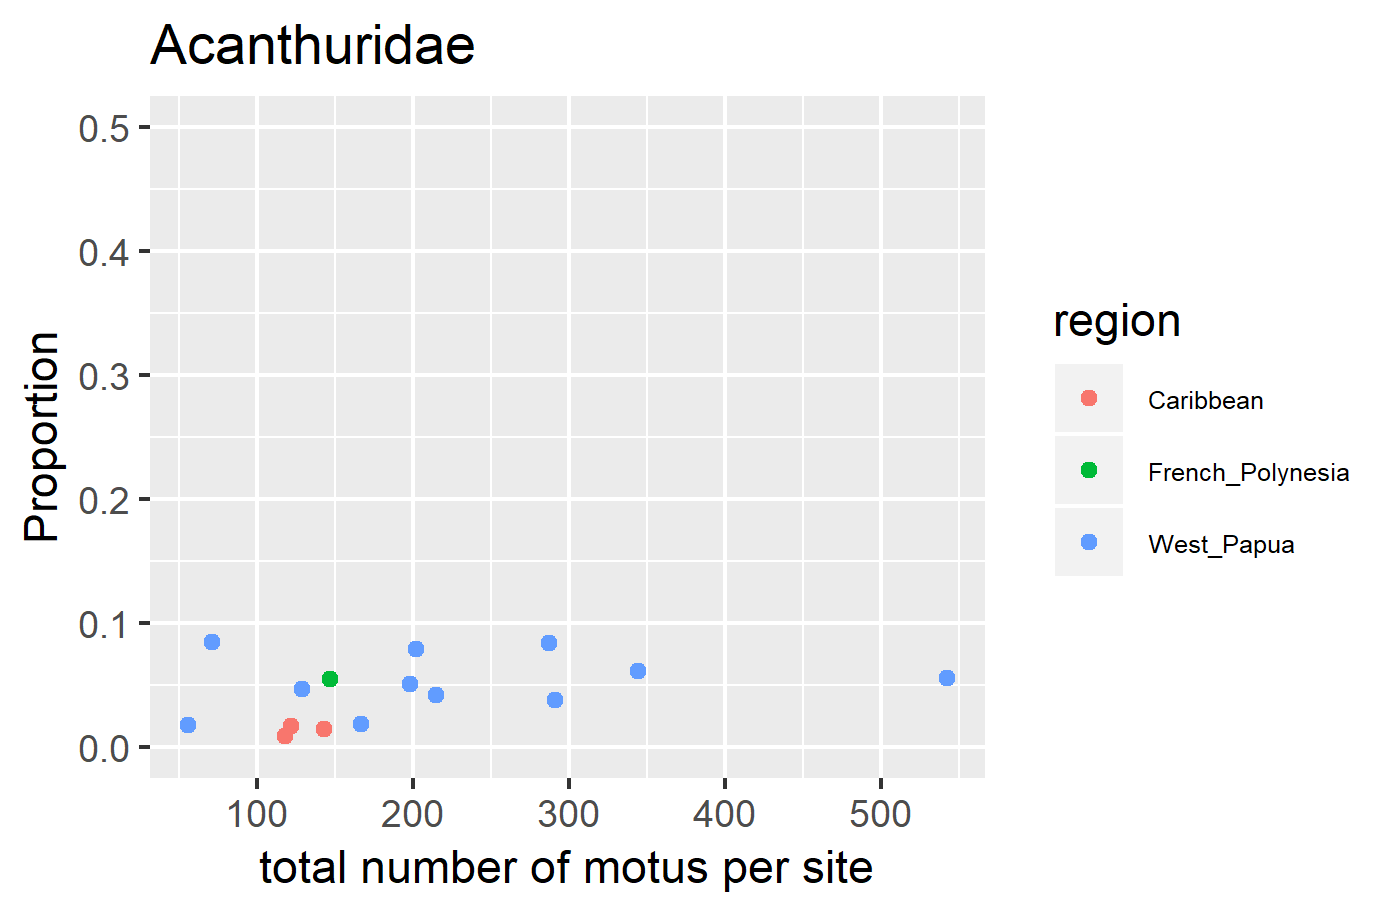 Acanthuridae
0.5
0.4
0.3
0.2
0.1
0.0
Proportion
100 200 300 400 500
total number of motus per site
region
Caribbean
French_Polynesia
West_Papua